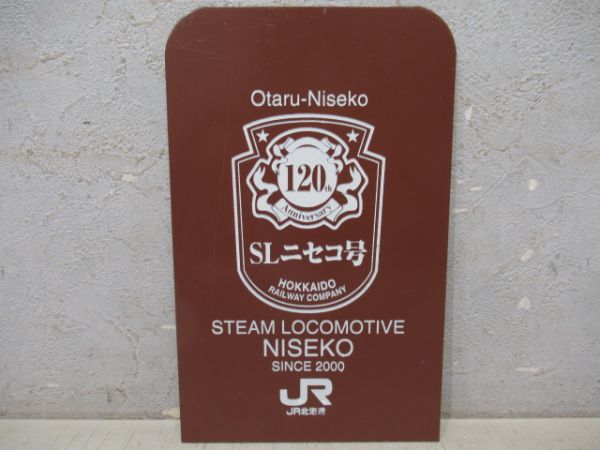 Otaru-Niseko
120th
Anniversary
SLニセコ号
HOKKAIDO
RAILWAY COMPANY
STEAM LOCOMOTIVE
NISEKO
SINCE 2000
JR
JR北海道